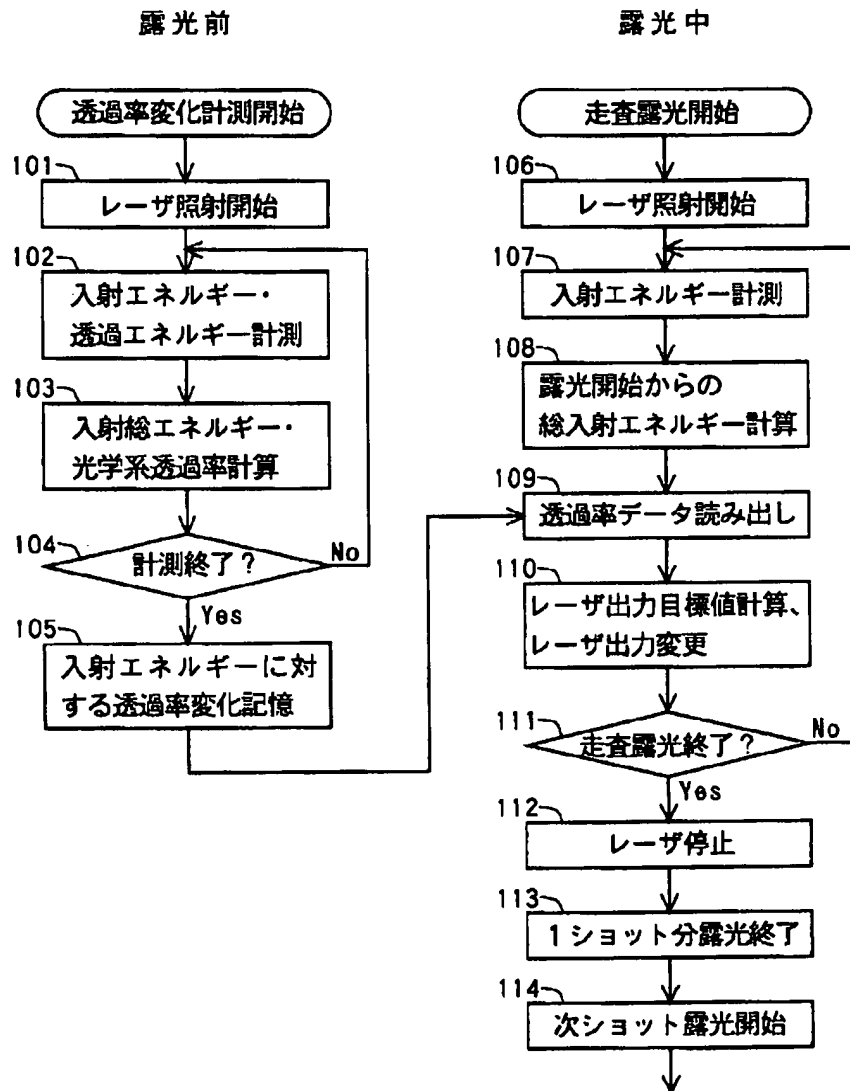 露光前
透過率変化計測開始
101
レーザ照射開始
102
入射エネルギー・
透過エネルギー計測
103
入射総エネルギー・
光学系透過率計算
104
計測終了?
No
Yes
105
入射エネルギーに対
する透過率変化記憶
露光中
走査露光開始
106
レーザ照射開始
107
入射エネルギー計測
108
露光開始からの
総入射エネルギー計算
109
透過率データ読み出し
110
レーザ出力目標値計算、
レーザ出力変更
111
走査露光終了?
No
Yes
112
レーザ停止
113
1ショット分露光終了
114
次ショット露光開始